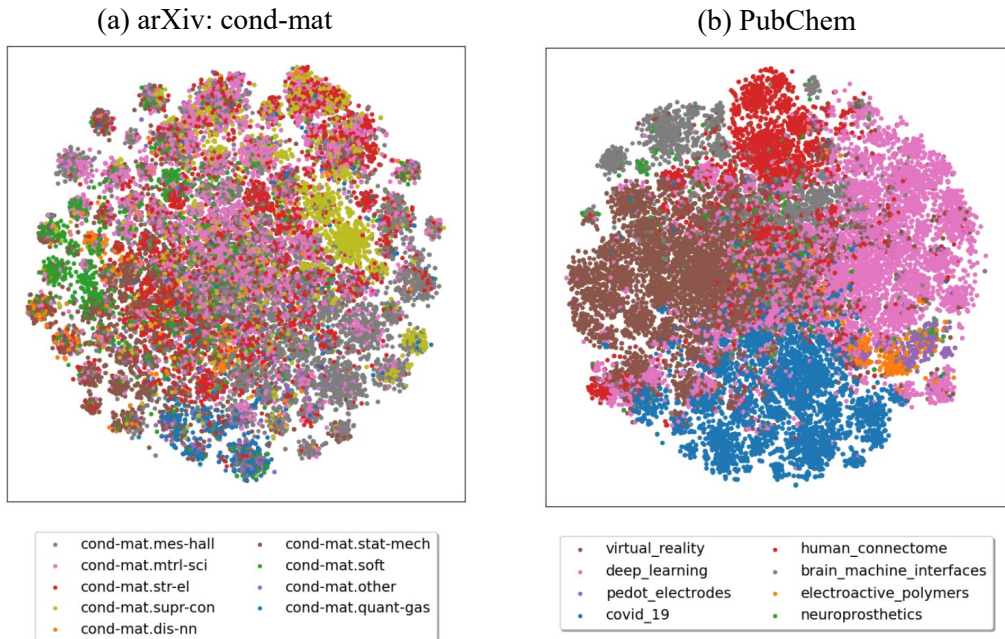 (a) arXiv: cond-mat
(b) PubChem
cond-mat.mes-hall
cond-mat.mtrl-sci
cond-mat.str-el
cond-mat.supr-con
cond-mat.dis-nn
cond-mat.stat-mech
cond-mat.soft
cond-mat.other
cond-mat.quant-gas
virtual_reality
deep_learning
pedot_electrodes
covid_19
human_connectome
brain_machine_interfaces
electroactive_polymers
neuroprosthetics